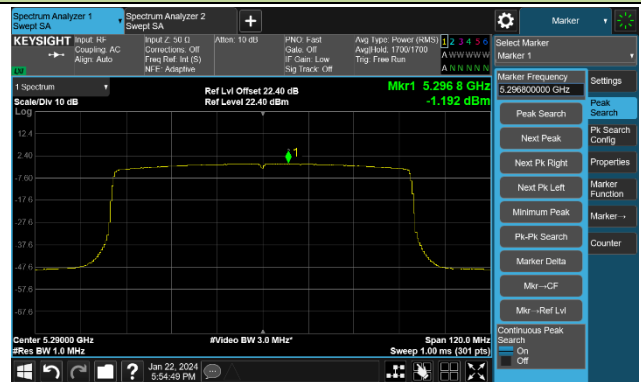 Spectrum Analyzer 1
Swept SA
Spectrum Analyzer 2
Swept SA
+
Marker
KEYSIGHT
Input: RF
Coupling: AC
Align: Auto
Input Z: 50 Ω
Corrections: Off
Freq Ref: Int (S)
NFE: Adaptive
Atten: 10 dB
PNO: Fast
Gate: Off
IF Gain: Low
Sig Track: Off
Avg Type: Power (RMS)
Avg|Hold: 1700/1700
Trig: Free Run
1 2 3 4 5 6
A W W W W W
A N N N N N
LW
Select Marker
Marker 1
1 Spectrum
Scale/Div 10 dB
Log
Ref Lvl Offset 22.40 dB
Ref Level 22.40 dBm
Mkr1 5.296 8 GHz
-1.192 dBm
12.4
2.40
-7.60
-17.6
-27.6
-37.6
-47.6
-57.6
-67.6
1
Center 5.29000 GHz
#Res BW 1.0 MHz
#Video BW 3.0 MHz*
Span 120.0 MHz
Sweep 1.00 ms (301 pts)
Marker Frequency
5.296800000 GHz
Peak Search
Next Peak
Next Pk Right
Next Pk Left
Minimum Peak
Pk-Pk Search
Marker Delta
Mkr→CF
Mkr→Ref Lvl
Continuous Peak
Search
On
Off
Settings
Peak
Search
Pk Search
Config
Properties
Marker
Function
Marker→
Counter
?
Jan 22, 2024
5:54:49 PM